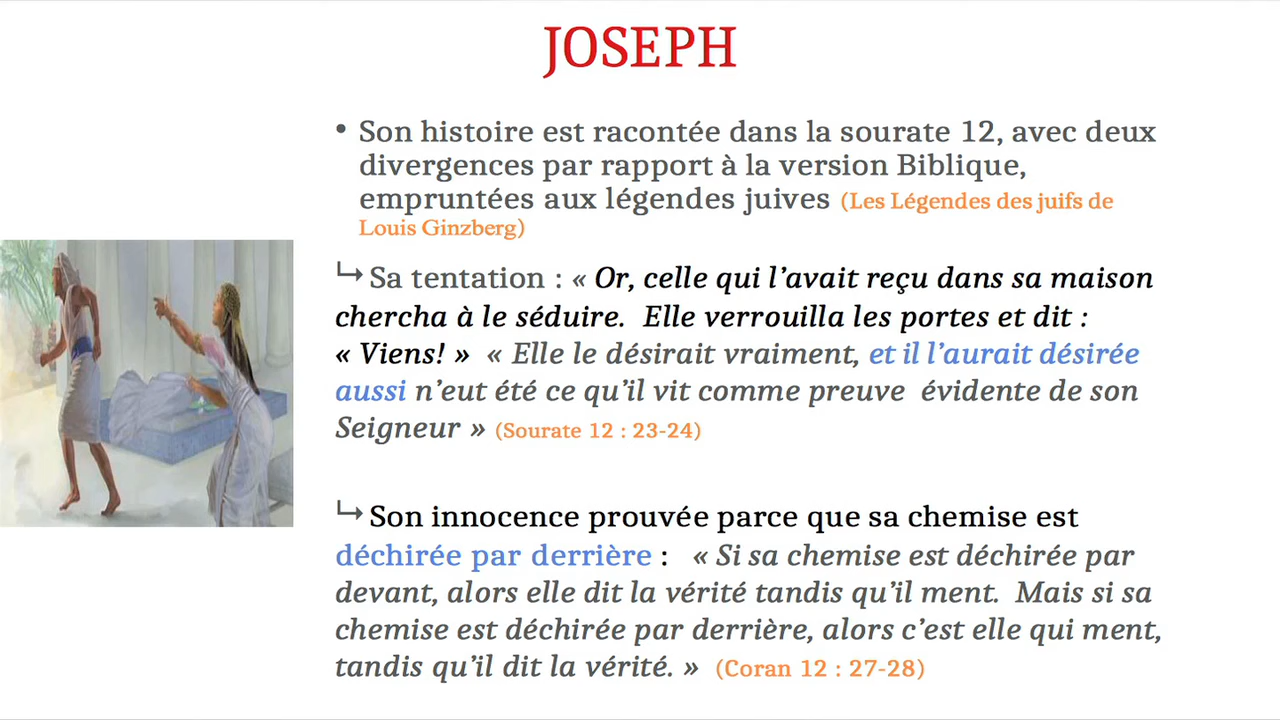 JOSEPH
• Son histoire est racontée dans la sourate 12, avec deux
divergences par rapport à la version Biblique,
empruntées aux légendes juives (Les Légendes des juifs de
Louis Ginzberg)
↳ Sa tentation : « Or, celle qui l’avait reçu dans sa maison
chercha à le séduire.  Elle verrouilla les portes et dit :
« Viens! »  « Elle le désirait vraiment, et il l’aurait désirée
aussi n’eut été ce qu’il vit comme preuve  évidente de son
Seigneur » (Sourate 12 : 23-24)
↳ Son innocence prouvée parce que sa chemise est
déchirée par derrière :   « Si sa chemise est déchirée par
devant, alors elle dit la vérité tandis qu’il ment.  Mais si sa
chemise est déchirée par derrière, alors c’est elle qui ment,
tandis qu’il dit la vérité. »  (Coran 12 : 27-28)